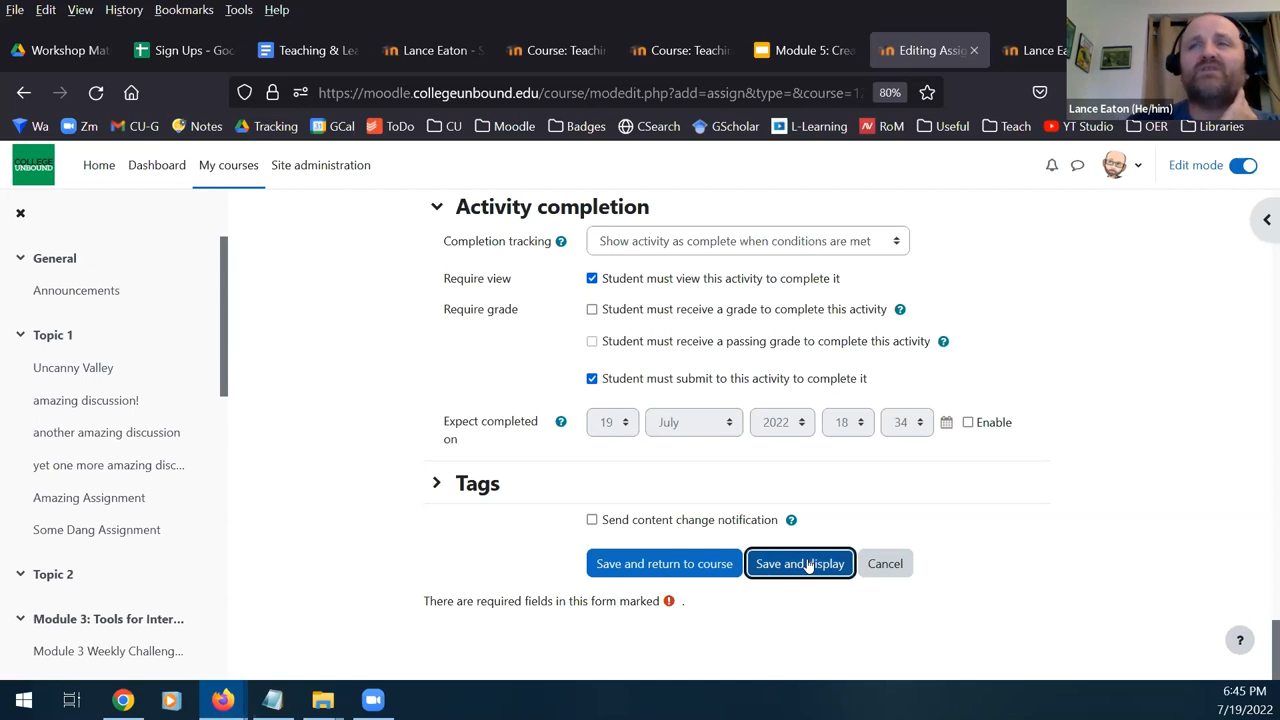 File Edit View History Bookmarks Tools Help
Workshop Mat
Sign Ups - Goo
Teaching & Lea
Lance Eaton - S
Course: Teachi
Course: Teachi
Module 5: Crea
Editing Assig
Lance E
Lance Eaton (He/him)
https://moodle.collegeunbound.edu/course/modedit.php?add=assign&type=&course=1
80%
Wa Zm CU-G Notes Tracking GCal ToDo CU Moodle Badges CSearch GScholar L-Learning RoM Useful Teach YT Studio OER Libraries
COLLEGE
UNBOUND
Home Dashboard My courses Site administration
Edit mode
General
Announcements
Topic 1
Uncanny Valley
amazing discussion!
another amazing discussion
yet one more amazing disc...
Amazing Assignment
Some Dang Assignment
Topic 2
Module 3: Tools for Inter...
Module 3 Weekly Challeng...
Activity completion
Completion tracking ? Show activity as complete when conditions are met
Require view Student must view this activity to complete it
Require grade Student must receive a grade to complete this activity ?
Student must receive a passing grade to complete this activity ?
Student must submit to this activity to complete it
Expect completed
on
? 19 July 2022 18 34 Enable
Tags
Send content change notification ?
Save and return to course Save and display Cancel
There are required fields in this form marked ! .
?
6:45 PM
7/19/2022